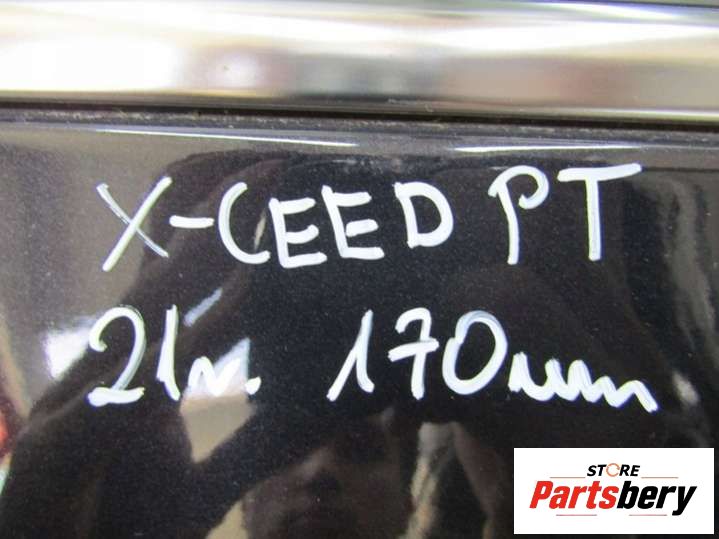 X-CEED PT
21r. 170mm
STORE
Partsbery